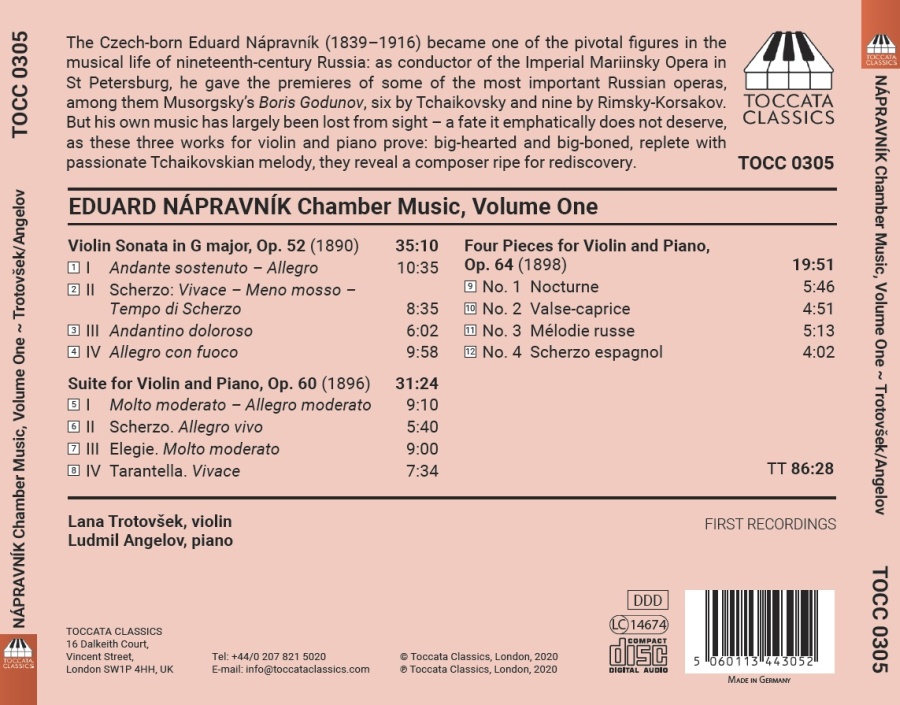 TOCC 0305
NÁPRAVNÍK Chamber Music, Volume One ~ Trotovšek/Angelov
TOCCATA
CLASSICS
The Czech-born Eduard Nápravník (1839–1916) became one of the pivotal figures in the
musical life of nineteenth-century Russia: as conductor of the Imperial Mariinsky Opera in
St Petersburg, he gave the premieres of some of the most important Russian operas,
among them Musorgsky's Boris Godunov, six by Tchaikovsky and nine by Rimsky-Korsakov.
But his own music has largely been lost from sight – a fate it emphatically does not deserve,
as these three works for violin and piano prove: big-hearted and big-boned, replete with
passionate Tchaikovskian melody, they reveal a composer ripe for rediscovery.
TOCCATA
CLASSICS
TOCC 0305
EDUARD NÁPRAVNÍK Chamber Music, Volume One
Violin Sonata in G major, Op. 52 (1890) 35:10
1 I Andante sostenuto – Allegro 10:35
2 II Scherzo: Vivace – Meno mosso –
Tempo di Scherzo 8:35
3 III Andantino doloroso 6:02
4 IV Allegro con fuoco 9:58
Suite for Violin and Piano, Op. 60 (1896) 31:24
5 I Molto moderato – Allegro moderato 9:10
6 II Scherzo. Allegro vivo 5:40
7 III Elegie. Molto moderato 9:00
8 IV Tarantella. Vivace 7:34
Four Pieces for Violin and Piano,
Op. 64 (1898) 19:51
9 No. 1 Nocturne 5:46
10 No. 2 Valse-caprice 4:51
11 No. 3 Mélodie russe 5:13
12 No. 4 Scherzo espagnol 4:02
TT 86:28
Lana Trotovšek, violin
Ludmil Angelov, piano
FIRST RECORDINGS
TOCCATA CLASSICS
16 Dalkeith Court,
Vincent Street,
London SW1P 4HH, UK
Tel: +44/0 207 821 5020
E-mail: info@toccataclassics.com
© Toccata Classics, London, 2020
℗ Toccata Classics, London, 2020
DDD
LC 14674
COMPACT
disc
DIGITAL AUDIO
5 060113 443052
MADE IN GERMANY
TOCCATA
CLASSICS
NÁPRAVNÍK Chamber Music, Volume One ~ Trotovšek/Angelov
TOCC 0305